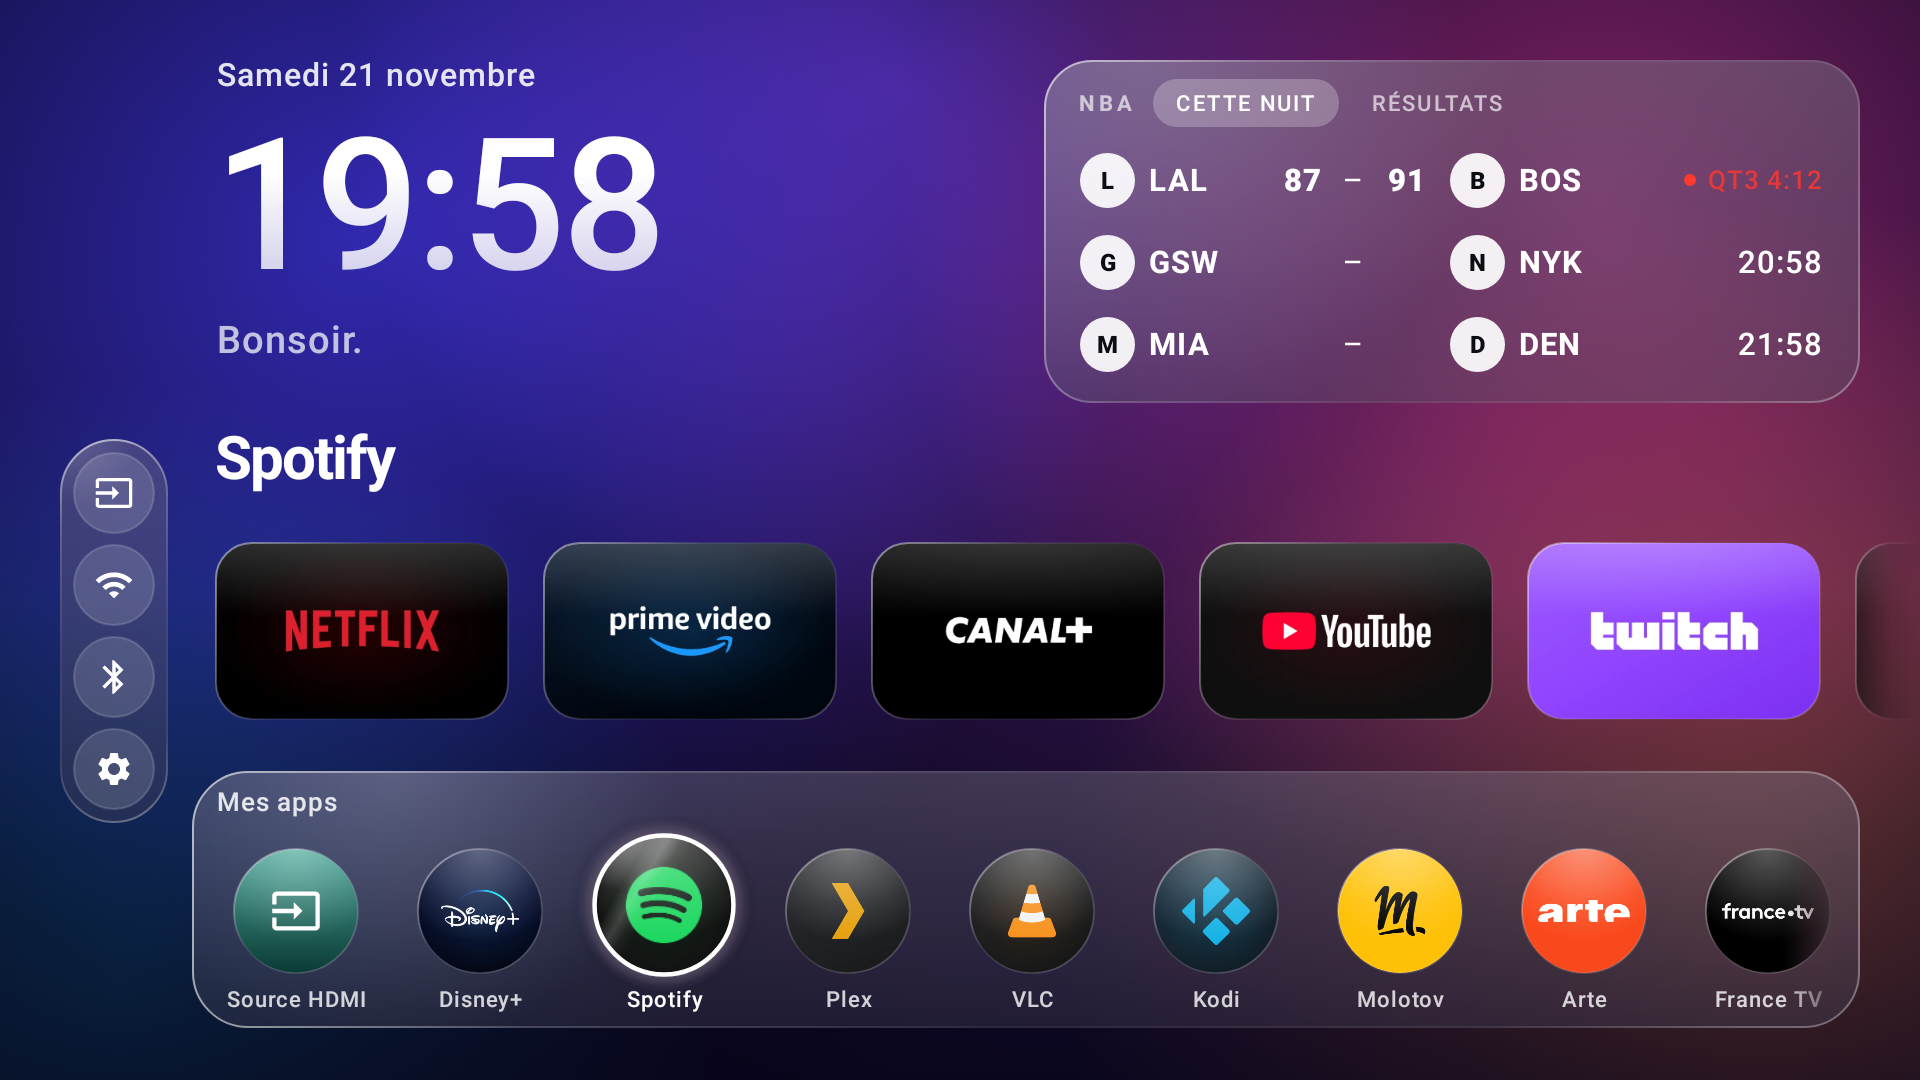 Samedi 21 novembre
19:58
Bonsoir.
NBA CETTE NUIT RÉSULTATS
L LAL 87 – 91 B BOS • QT3 4:12
G GSW – N NYK 20:58
M MIA – D DEN 21:58
Spotify
NETFLIX
prime video
CANAL+
YouTube
twitch
Mes apps
Disney+
M.
arte
france•tv
Source HDMI
Disney+
Spotify
Plex
VLC
Kodi
Molotov
Arte
France TV